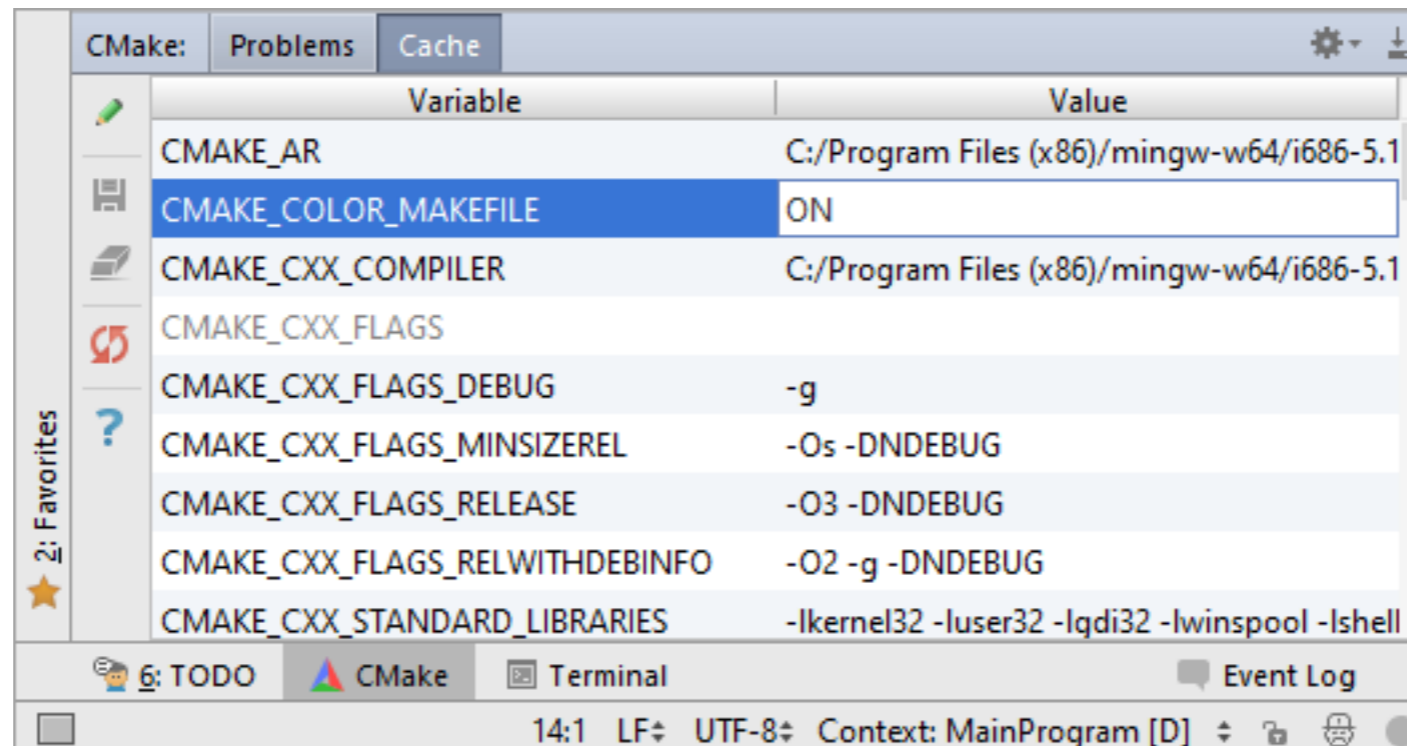 CMake: Problems Cache
Variable Value
CMAKE_AR C:/Program Files (x86)/mingw-w64/i686-5.1
CMAKE_COLOR_MAKEFILE ON
CMAKE_CXX_COMPILER C:/Program Files (x86)/mingw-w64/i686-5.1
CMAKE_CXX_FLAGS
CMAKE_CXX_FLAGS_DEBUG -g
CMAKE_CXX_FLAGS_MINSIZEREL -Os -DNDEBUG
CMAKE_CXX_FLAGS_RELEASE -O3 -DNDEBUG
CMAKE_CXX_FLAGS_RELWITHDEBINFO -O2 -g -DNDEBUG
CMAKE_CXX_STANDARD_LIBRARIES -lkernel32 -luser32 -lgdi32 -lwinspool -lshell
2: Favorites
6: TODO CMake Terminal Event Log
14:1 LF UTF-8 Context: MainProgram [D]